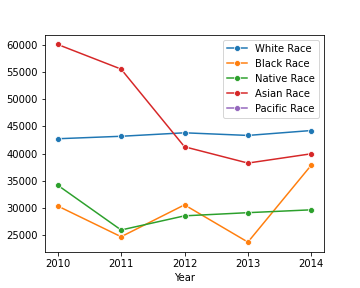 60000
55000
50000
45000
40000
35000
30000
25000
2010 2011 2012 2013 2014
Year
White Race
Black Race
Native Race
Asian Race
Pacific Race